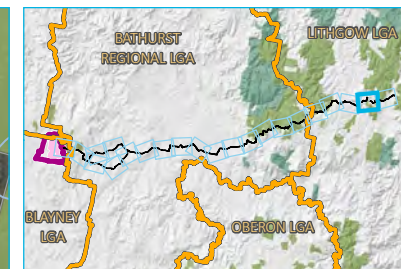 BATHURST
REGIONAL LGA
LITHGOW LGA
BLAYNEY
LGA
OBERON LGA